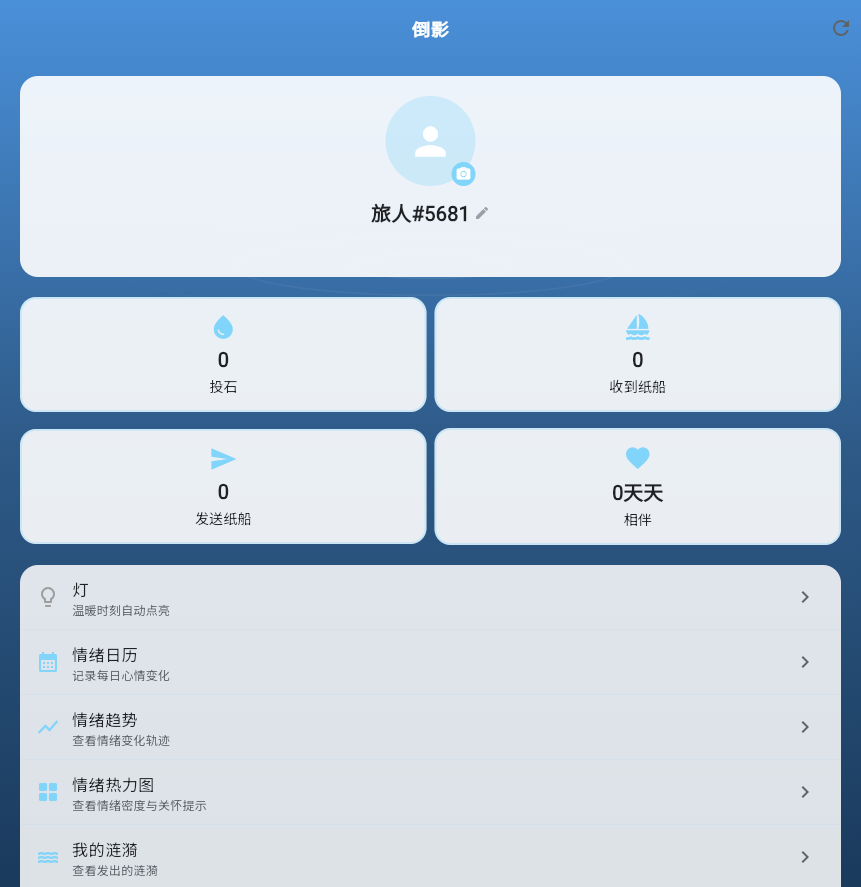 倒影
旅人#5681
0
投石
0
收到纸船
0
发送纸船
0天天
相伴
灯
温暖时刻自动点亮
情绪日历
记录每日心情变化
情绪趋势
查看情绪变化轨迹
情绪热力图
查看情绪密度与关怀提示
我的涟漪
查看发出的涟漪